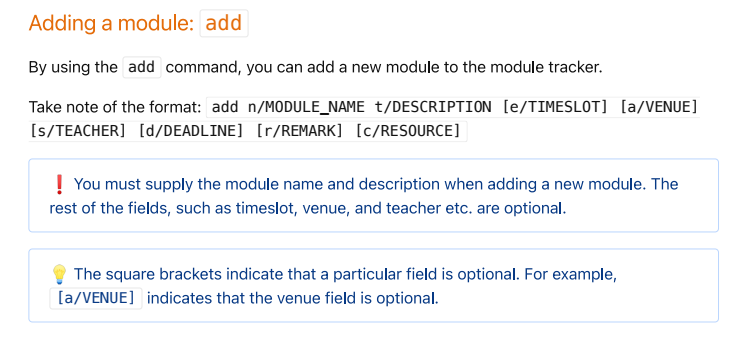 Adding a module: add
By using the add command, you can add a new module to the module tracker.
Take note of the format: add n/MODULE_NAME t/DESCRIPTION [e/TIMESLOT] [a/VENUE]
[s/TEACHER] [d/DEADLINE] [r/REMARK] [c/RESOURCE]
❗ You must supply the module name and description when adding a new module. The
rest of the fields, such as timeslot, venue, and teacher etc. are optional.
💡 The square brackets indicate that a particular field is optional. For example,
[a/VENUE] indicates that the venue field is optional.